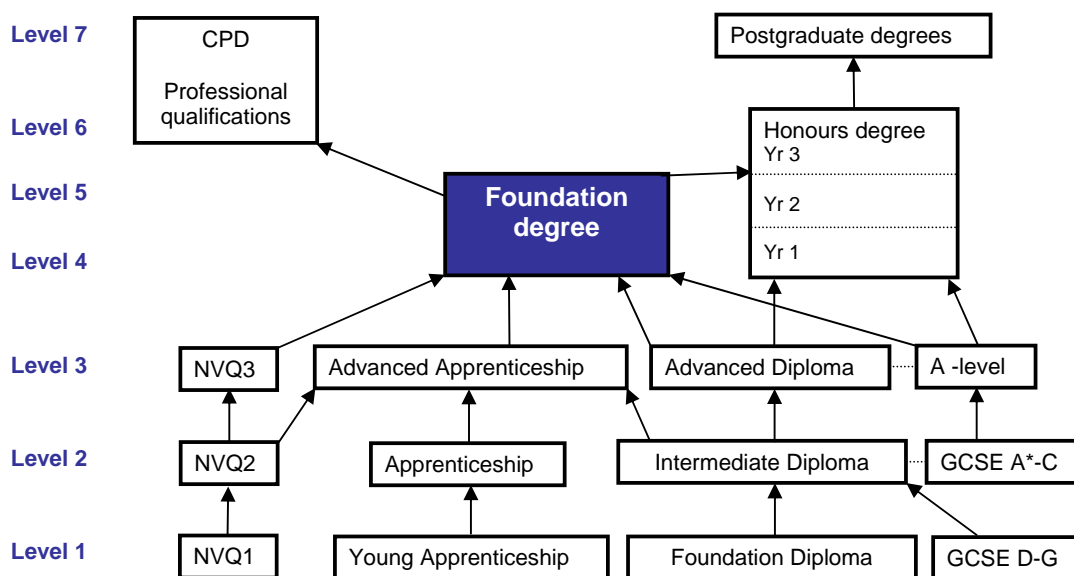 Level 7
CPD
Professional
qualifications
Postgraduate degrees
Level 6
Honours degree
Yr 3
Level 5
Foundation
degree
Yr 2
Level 4
Yr 1
Level 3
NVQ3
Advanced Apprenticeship
Advanced Diploma
A -level
Level 2
NVQ2
Apprenticeship
Intermediate Diploma
GCSE A*-C
Level 1
NVQ1
Young Apprenticeship
Foundation Diploma
GCSE D-G